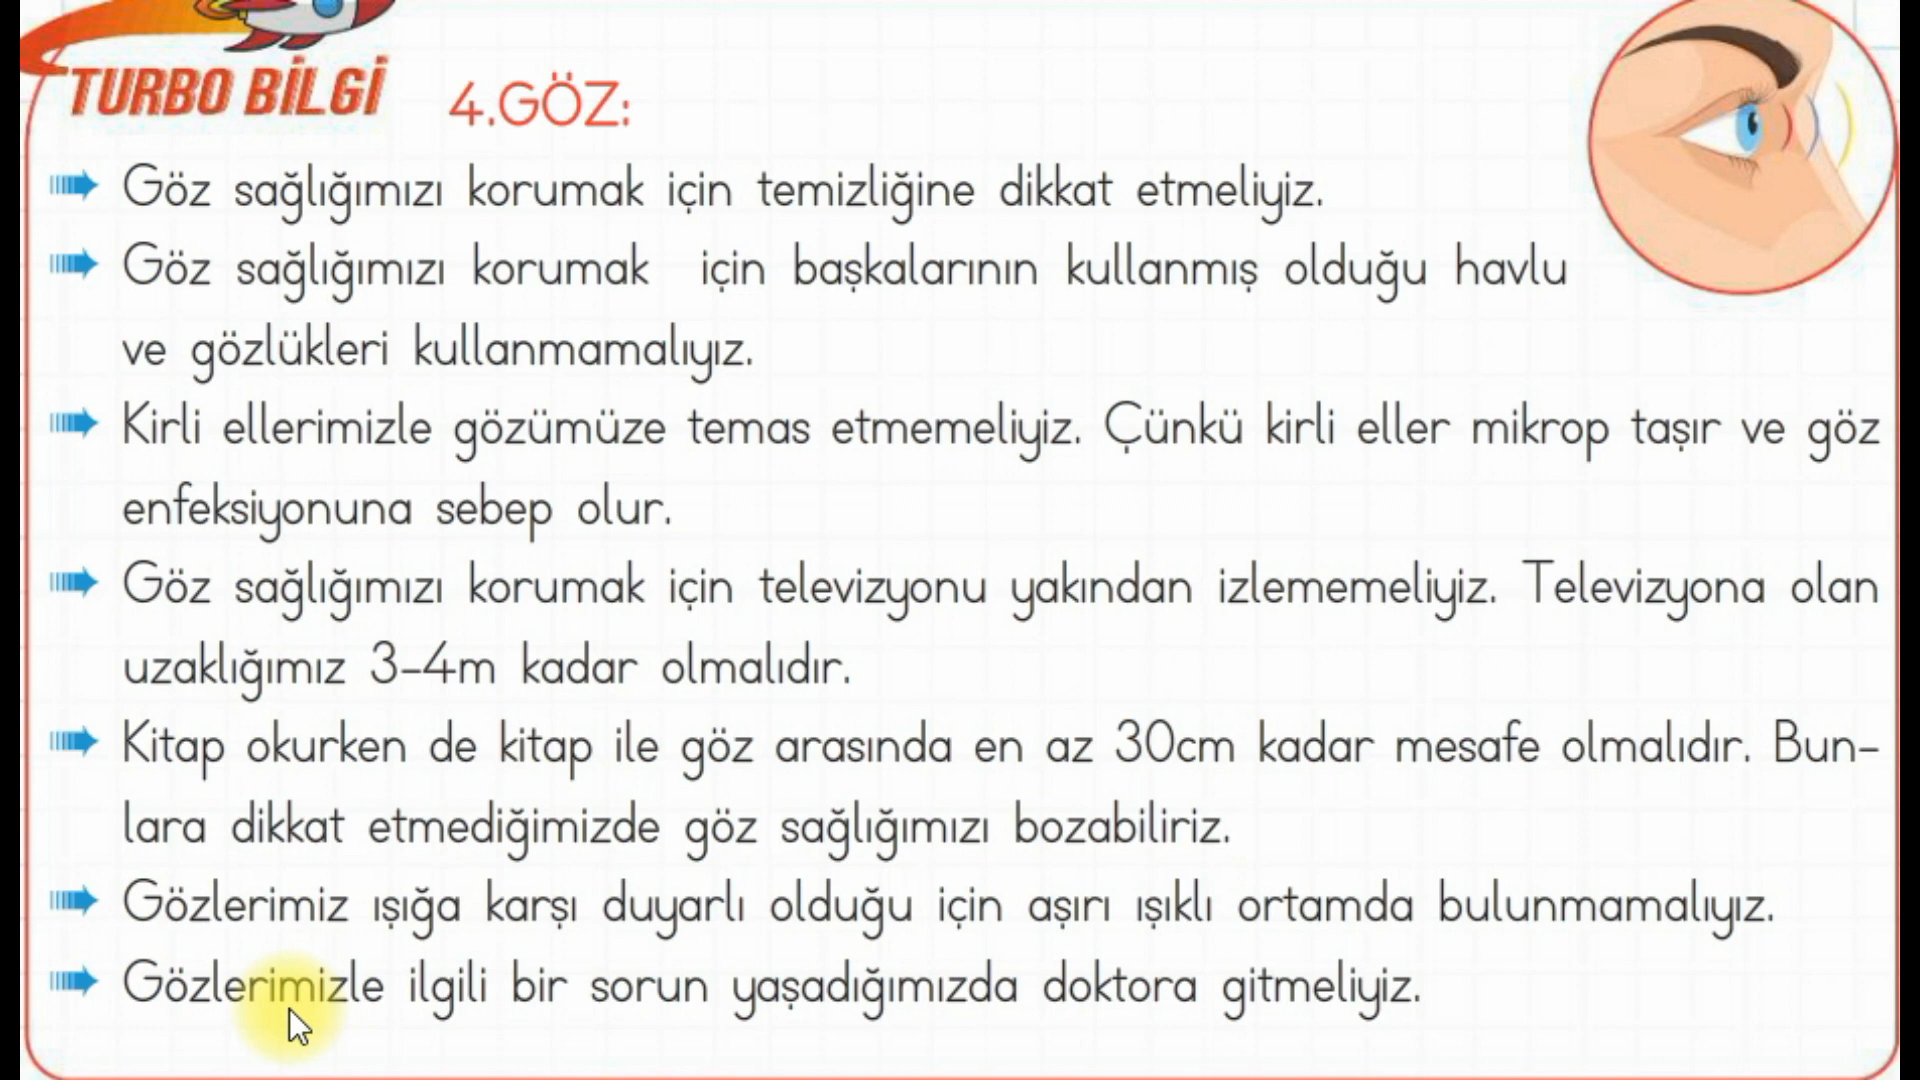 TURBO BİLGİ
4.GÖZ:
Göz sağlığımızı korumak için temizliğine dikkat etmeliyiz.
Göz sağlığımızı korumak için başkalarının kullanmış olduğu havlu
ve gözlükleri kullanmamalıyız.
Kirli ellerimizle gözümüze temas etmemeliyiz. Çünkü kirli eller mikrop taşır ve göz
enfeksiyonuna sebep olur.
Göz sağlığımızı korumak için televizyonu yakından izlememeliyiz. Televizyona olan
uzaklığımız 3-4m kadar olmalıdır.
Kitap okurken de kitap ile göz arasında en az 30cm kadar mesafe olmalıdır. Bun-
lara dikkat etmediğimizde göz sağlığımızı bozabiliriz.
Gözlerimiz ışığa karşı duyarlı olduğu için aşırı ışıklı ortamda bulunmamalıyız.
Gözlerimizle ilgili bir sorun yaşadığımızda doktora gitmeliyiz.